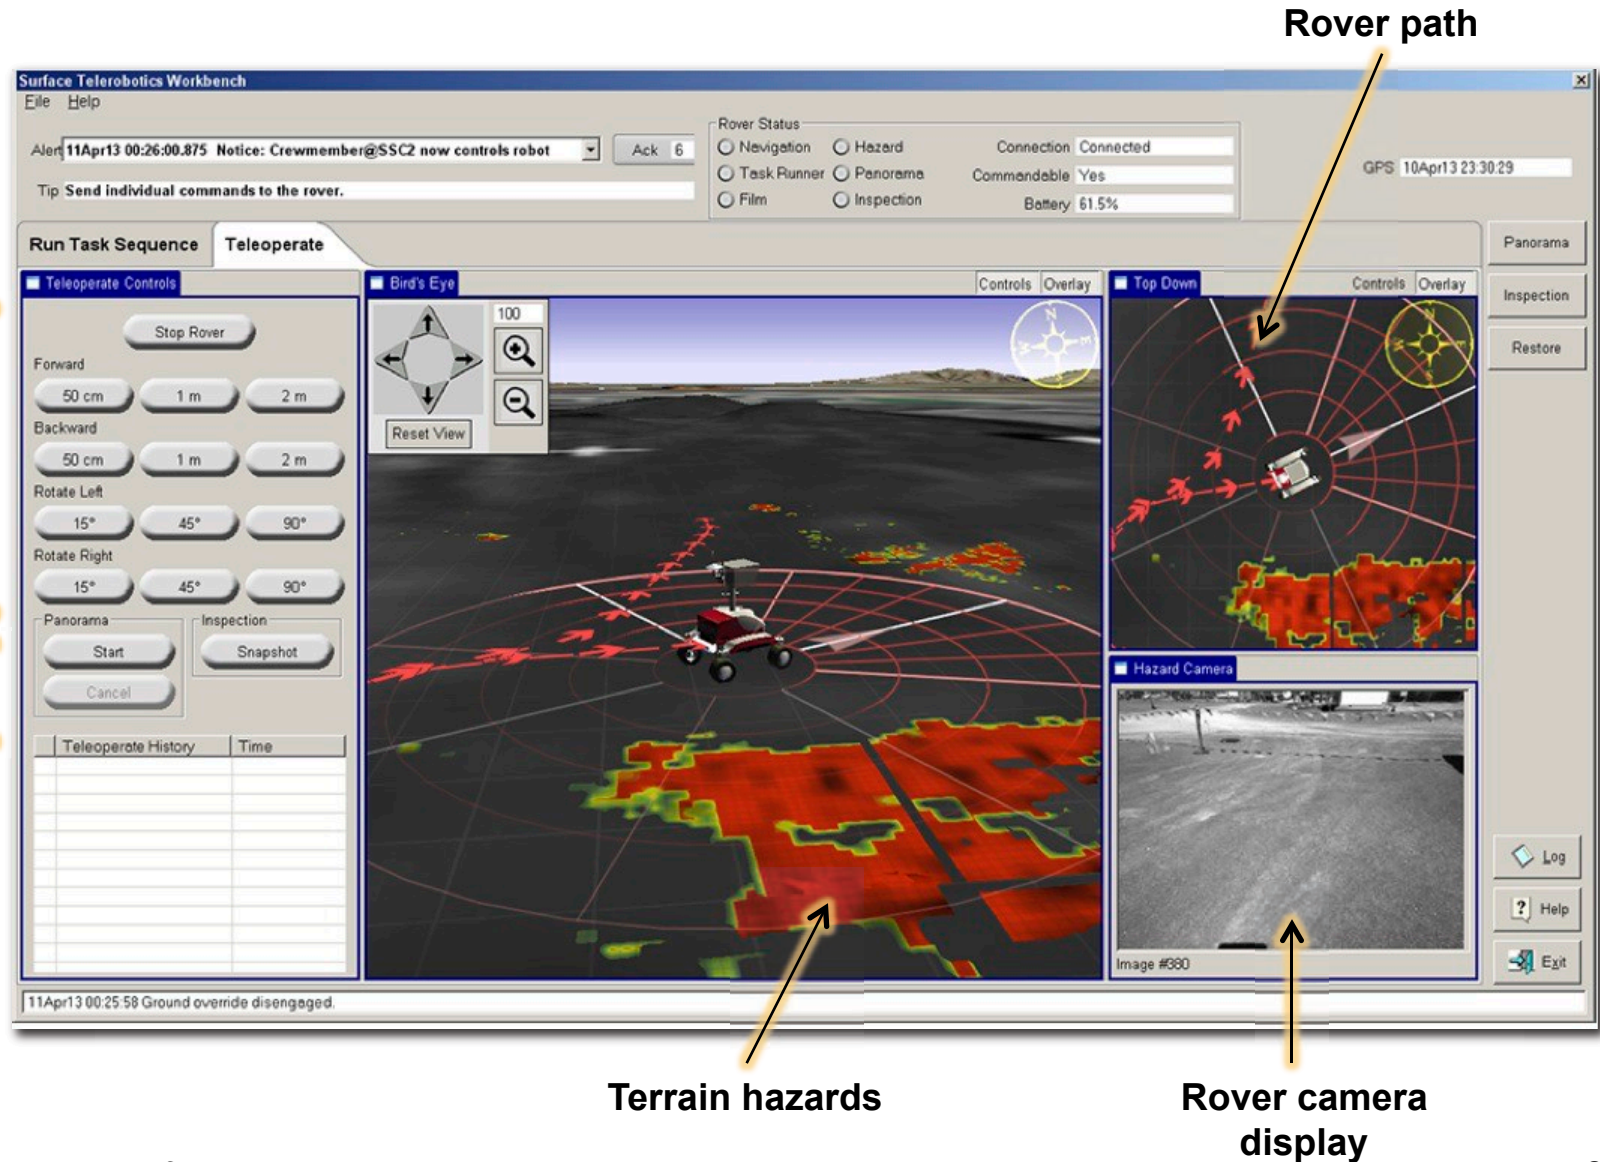 Rover path
Surface Telerobotics Workbench
File Help
Alert 11Apr13 00:26:00.875 Notice: Crewmember@SSC2 now controls robot
Ack 6
Tip Send individual commands to the rover.
Rover Status
Navigation Hazard Connection Connected
Task Runner Panorama Commandable Yes
Film Inspection Battery 61.5%
GPS 10Apr13 23:30:29
Run Task Sequence Teleoperate
Panorama
Inspection
Restore
Teleoperate Controls
Stop Rover
Forward
50 cm 1 m 2 m
Backward
50 cm 1 m 2 m
Rotate Left
15° 45° 90°
Rotate Right
15° 45° 90°
Panorama
Start
Cancel
Inspection
Snapshot
Teleoperate History Time
Bird's Eye Controls Overlay
100
Reset View
N
E
S
W
Top Down Controls Overlay
N
E
S
W
Hazard Camera
Image #380
Log
? Help
Exit
11Apr13 00:25:58 Ground override disengaged.
Terrain hazards
Rover camera
display